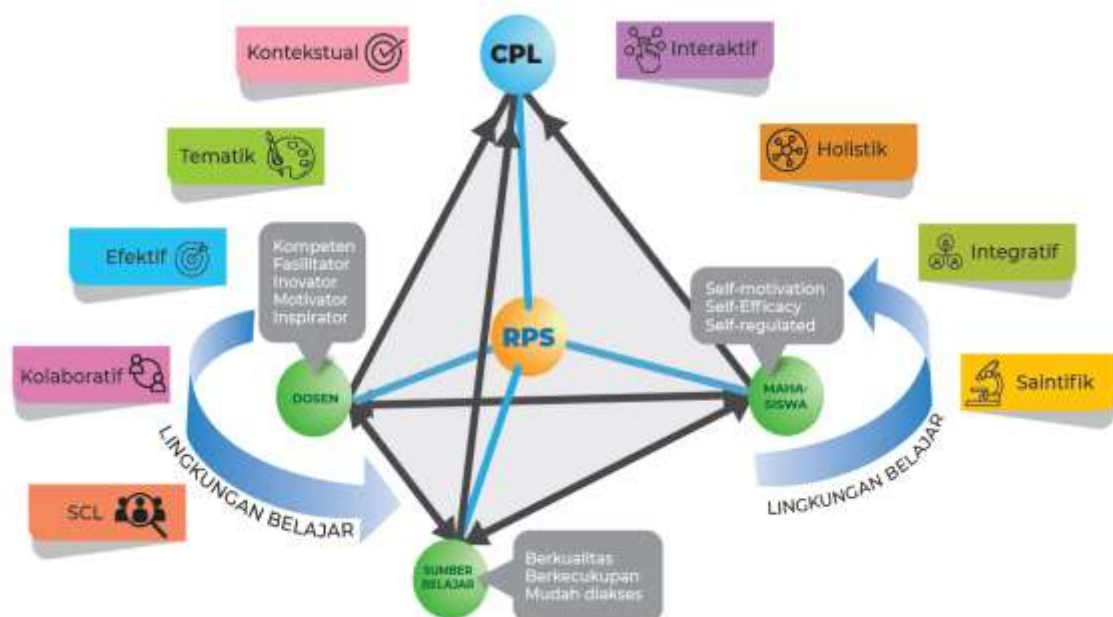 Kontekstual
CPL
Interaktif
Tematik
Holistik
Efektif
Kompeten
Fasilitator
Inovator
Motivator
Inspirator
Self-motivation
Self-Efficacy
Self-regulated
Integratif
RPS
Kolaboratif
DOSEN
MAHA-
SISWA
Saintifik
LINGKUNGAN BELAJAR
LINGKUNGAN BELAJAR
SCL
SUMBER
BELAJAR
Berkualitas
Berkecukupan
Mudah diakses